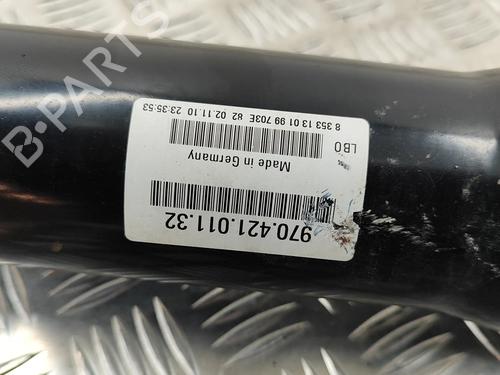 970.421.011.32
Made in Germany
LB0
8 353 13 01 99 703E 82 02.11.10 23:35:53
B-Parts